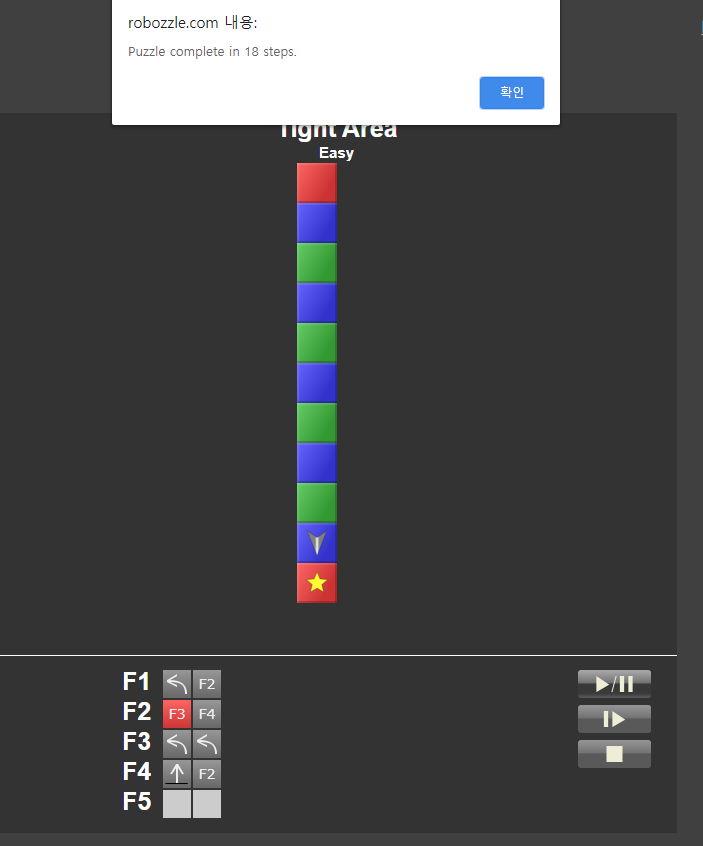 robozzle.com 내용:
Puzzle complete in 18 steps.
확인
Tight Area
Easy
F1 F2
F2 F3 F4
F3
F4 F2
F5